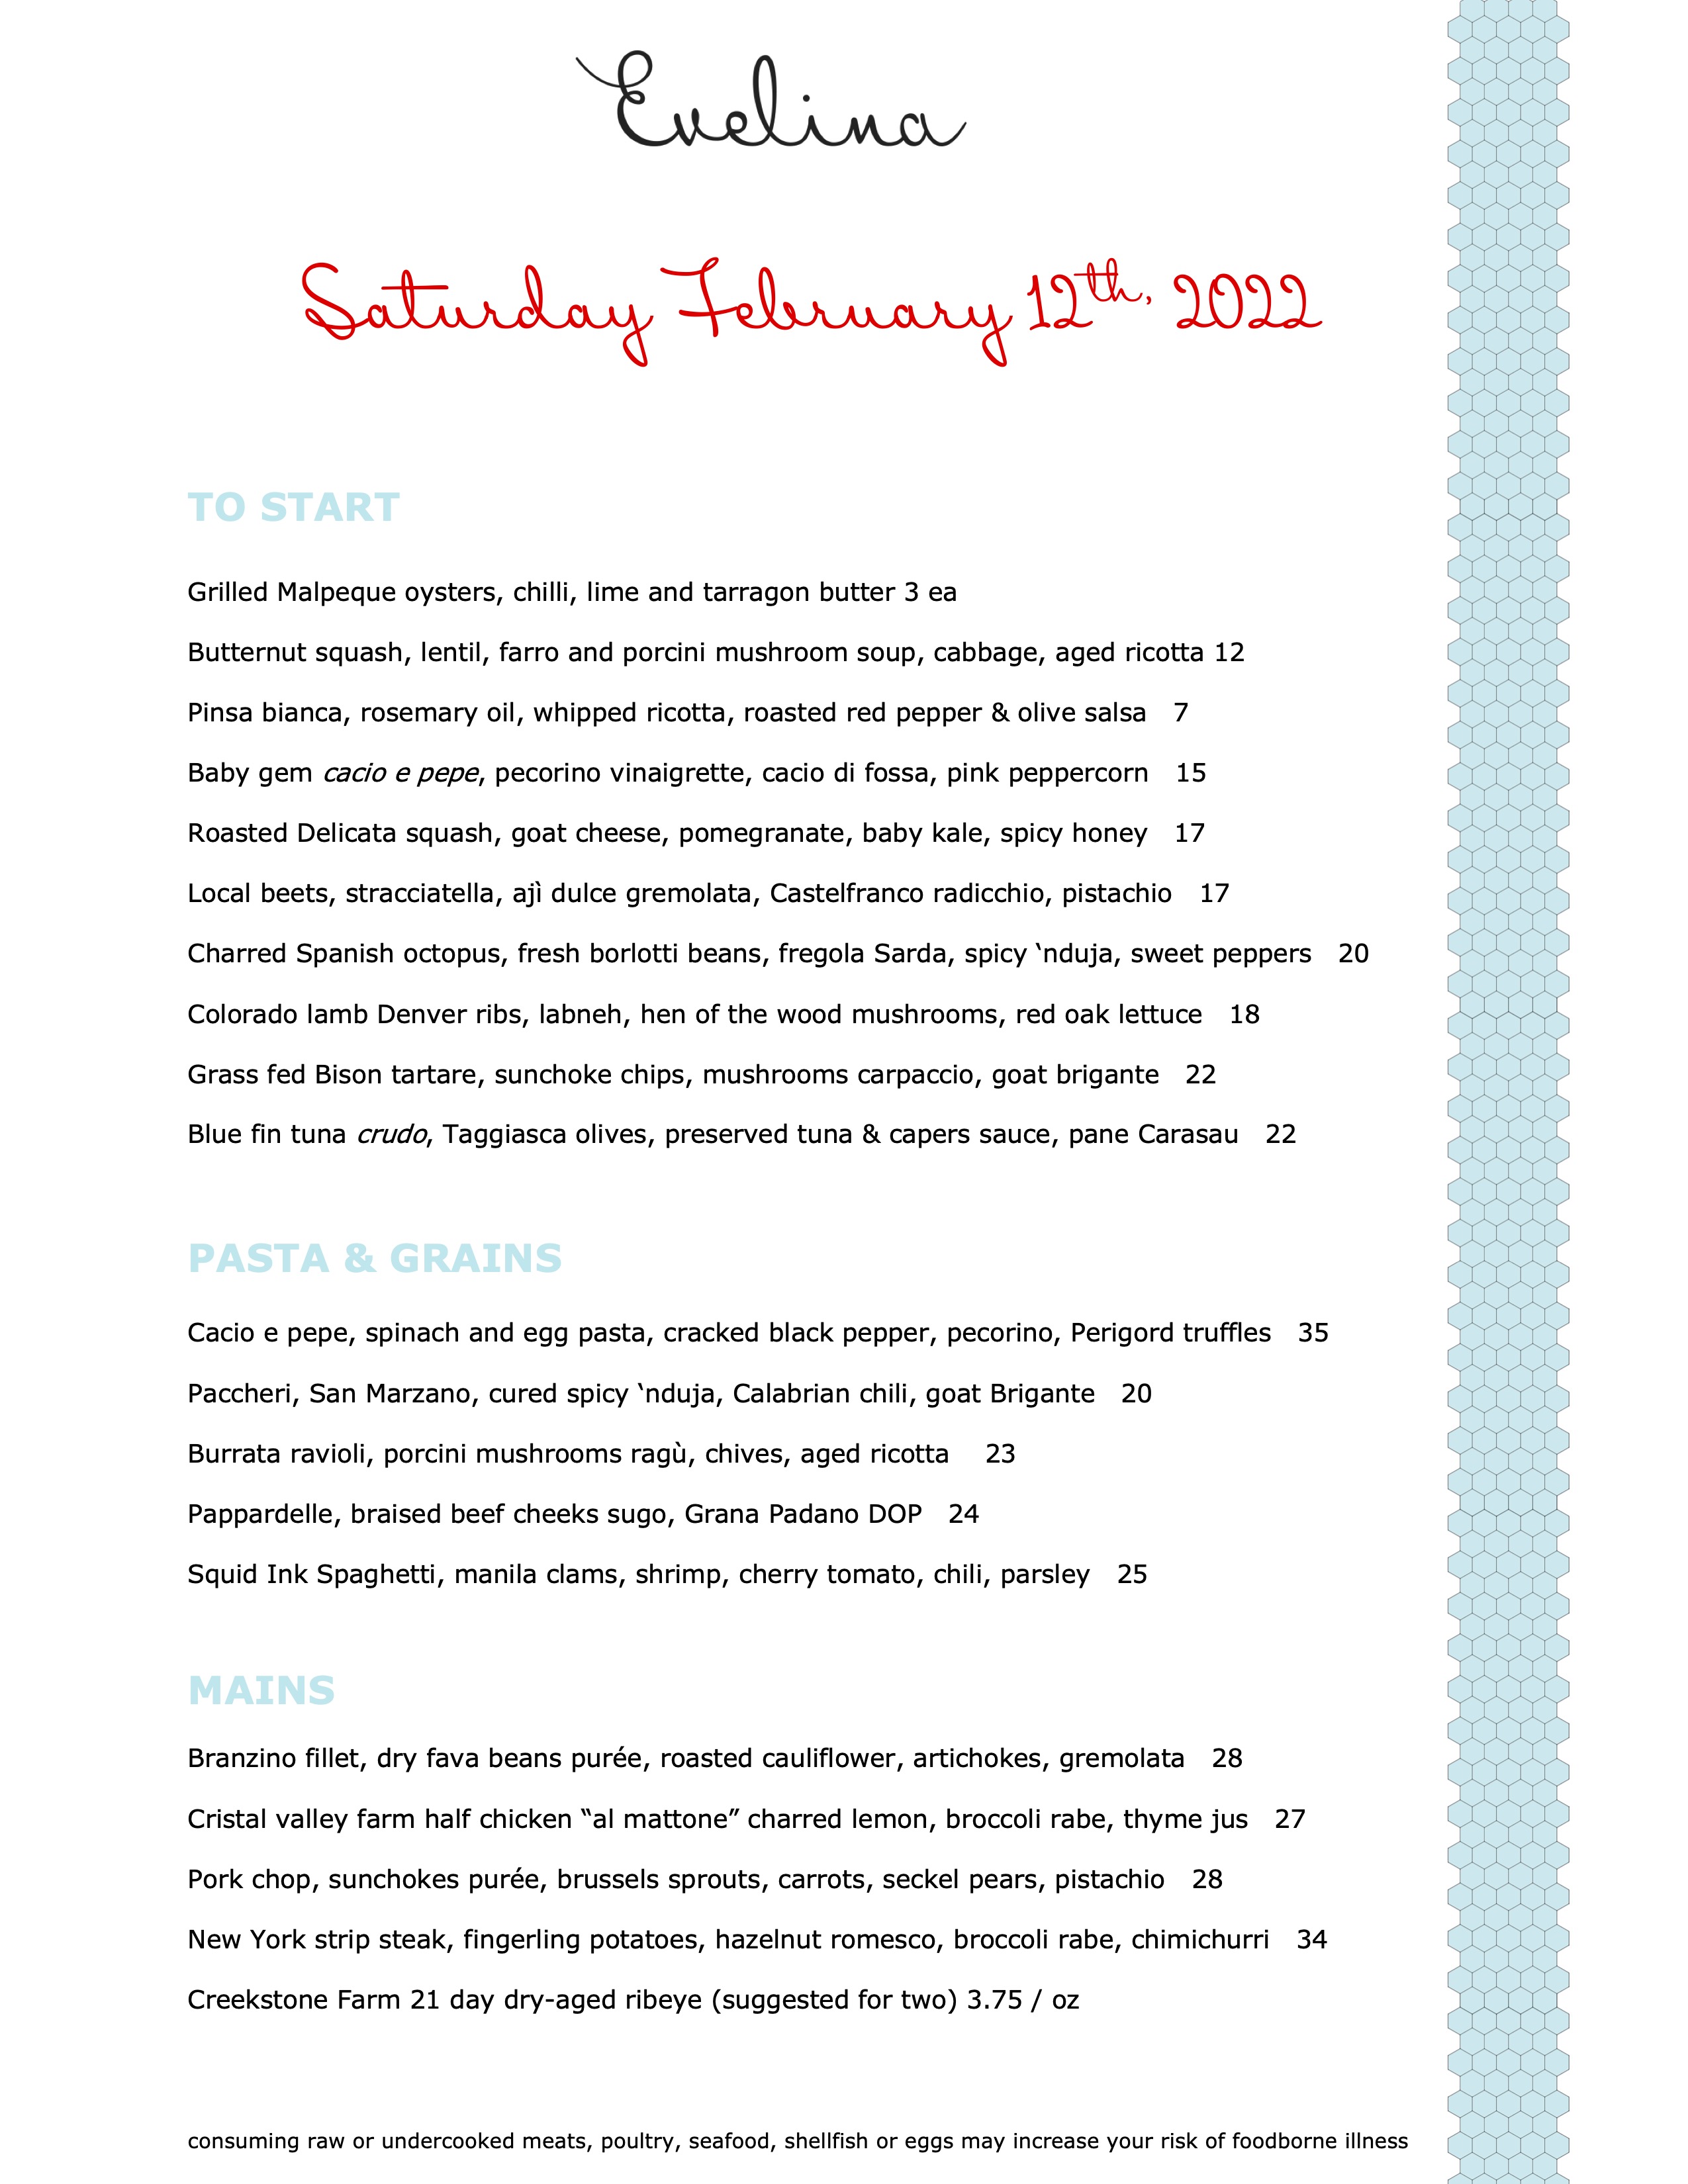 Evelina
Saturday February 12th, 2022
TO START
Grilled Malpeque oysters, chilli, lime and tarragon butter 3 ea
Butternut squash, lentil, farro and porcini mushroom soup, cabbage, aged ricotta 12
Pinsa bianca, rosemary oil, whipped ricotta, roasted red pepper & olive salsa 7
Baby gem cacio e pepe, pecorino vinaigrette, cacio di fossa, pink peppercorn 15
Roasted Delicata squash, goat cheese, pomegranate, baby kale, spicy honey 17
Local beets, stracciatella, ajì dulce gremolata, Castelfranco radicchio, pistachio 17
Charred Spanish octopus, fresh borlotti beans, fregola Sarda, spicy ‘nduja, sweet peppers 20
Colorado lamb Denver ribs, labneh, hen of the wood mushrooms, red oak lettuce 18
Grass fed Bison tartare, sunchoke chips, mushrooms carpaccio, goat brigante 22
Blue fin tuna crudo, Taggiasca olives, preserved tuna & capers sauce, pane Carasau 22
PASTA & GRAINS
Cacio e pepe, spinach and egg pasta, cracked black pepper, pecorino, Perigord truffles 35
Paccheri, San Marzano, cured spicy ‘nduja, Calabrian chili, goat Brigante 20
Burrata ravioli, porcini mushrooms ragù, chives, aged ricotta 23
Pappardelle, braised beef cheeks sugo, Grana Padano DOP 24
Squid Ink Spaghetti, manila clams, shrimp, cherry tomato, chili, parsley 25
MAINS
Branzino fillet, dry fava beans purée, roasted cauliflower, artichokes, gremolata 28
Cristal valley farm half chicken “al mattone” charred lemon, broccoli rabe, thyme jus 27
Pork chop, sunchokes purée, brussels sprouts, carrots, seckel pears, pistachio 28
New York strip steak, fingerling potatoes, hazelnut romesco, broccoli rabe, chimichurri 34
Creekstone Farm 21 day dry-aged ribeye (suggested for two) 3.75 / oz
consuming raw or undercooked meats, poultry, seafood, shellfish or eggs may increase your risk of foodborne illness